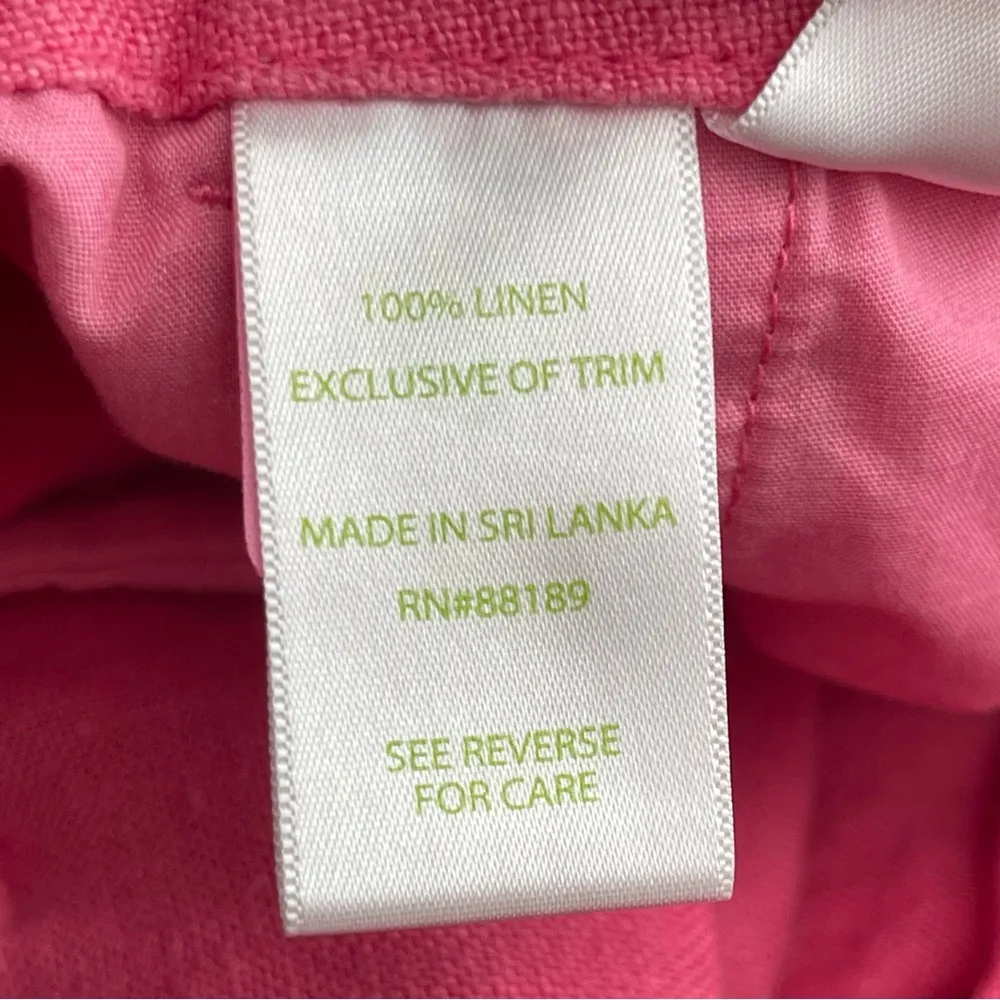 100% LINEN
EXCLUSIVE OF TRIM
MADE IN SRI LANKA
RN#88189
SEE REVERSE
FOR CARE